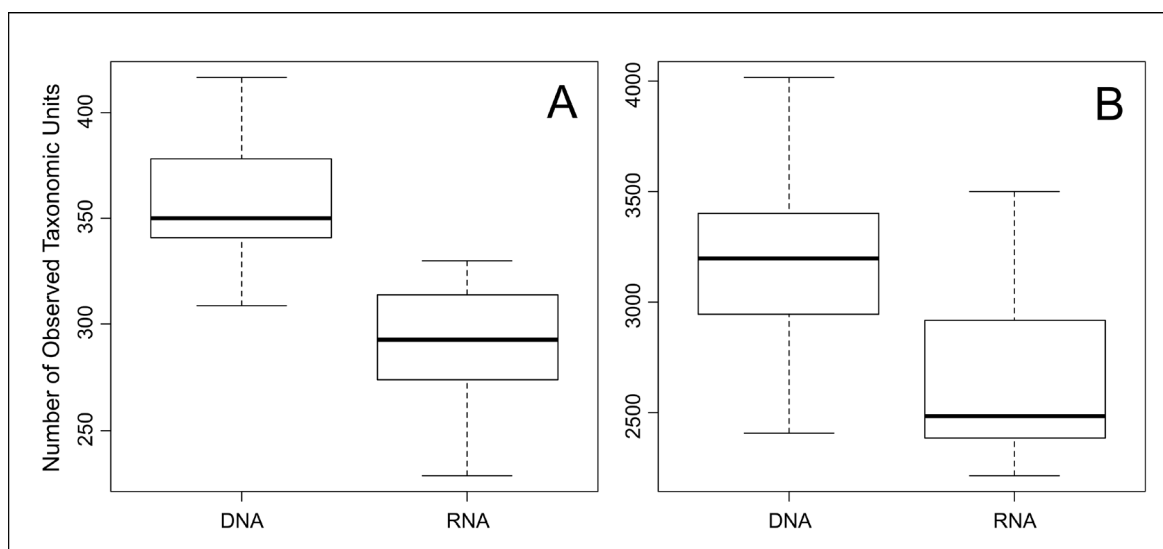 Number of Observed Taxonomic Units
A
400
350
300
250
DNA
RNA
B
4000
3500
3000
2500
DNA
RNA